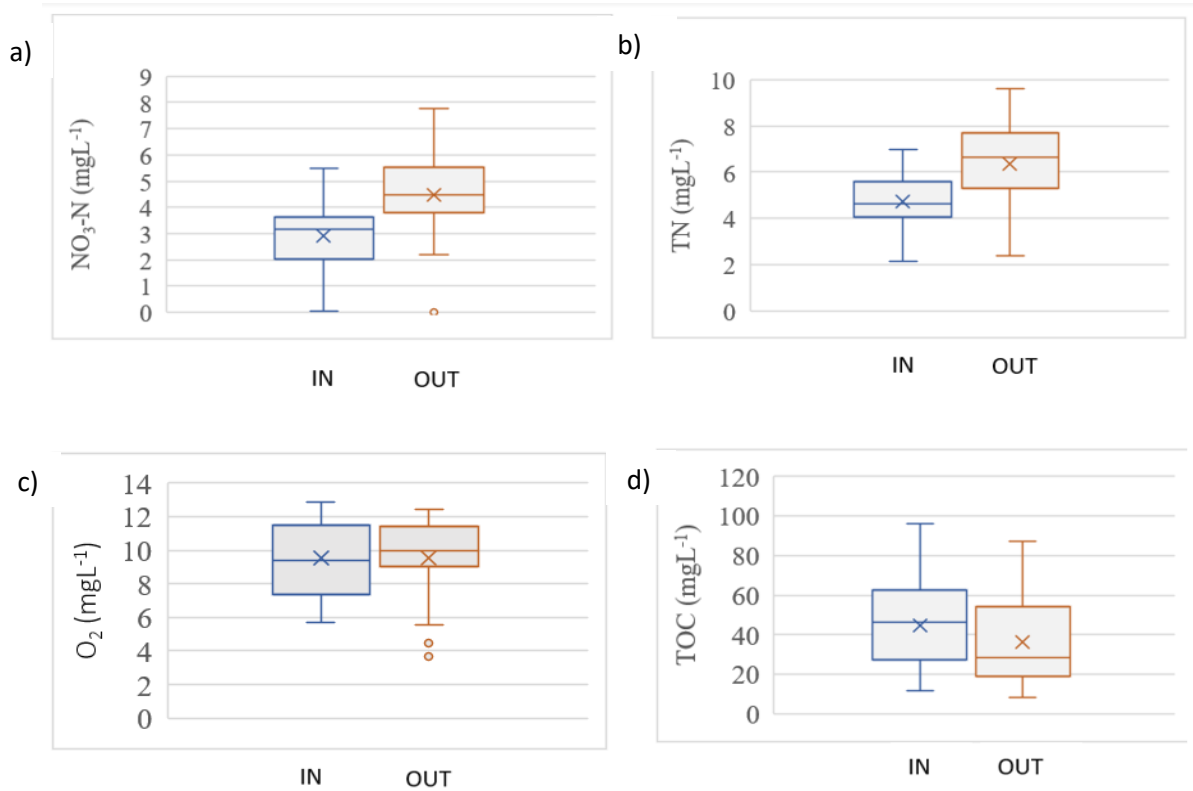 a)
NO₃-N (mgL⁻¹)
9
8
7
6
5
4
3
2
1
0
IN OUT
b)
TN (mgL⁻¹)
10
8
6
4
2
0
IN OUT
c)
O₂ (mgL⁻¹)
14
12
10
8
6
4
2
0
IN OUT
d)
TOC (mgL⁻¹)
120
100
80
60
40
20
0
IN OUT